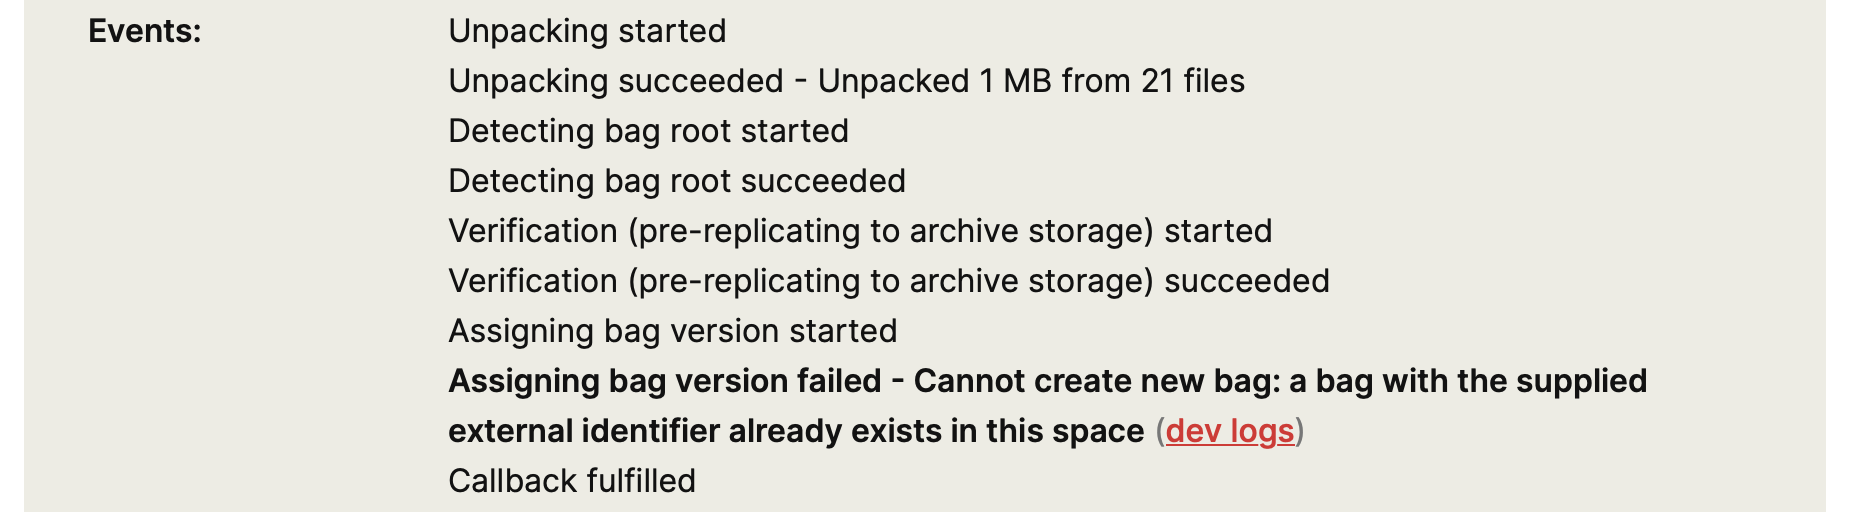 Events:
Unpacking started
Unpacking succeeded - Unpacked 1 MB from 21 files
Detecting bag root started
Detecting bag root succeeded
Verification (pre-replicating to archive storage) started
Verification (pre-replicating to archive storage) succeeded
Assigning bag version started
Assigning bag version failed - Cannot create new bag: a bag with the supplied
external identifier already exists in this space (dev logs)
Callback fulfilled